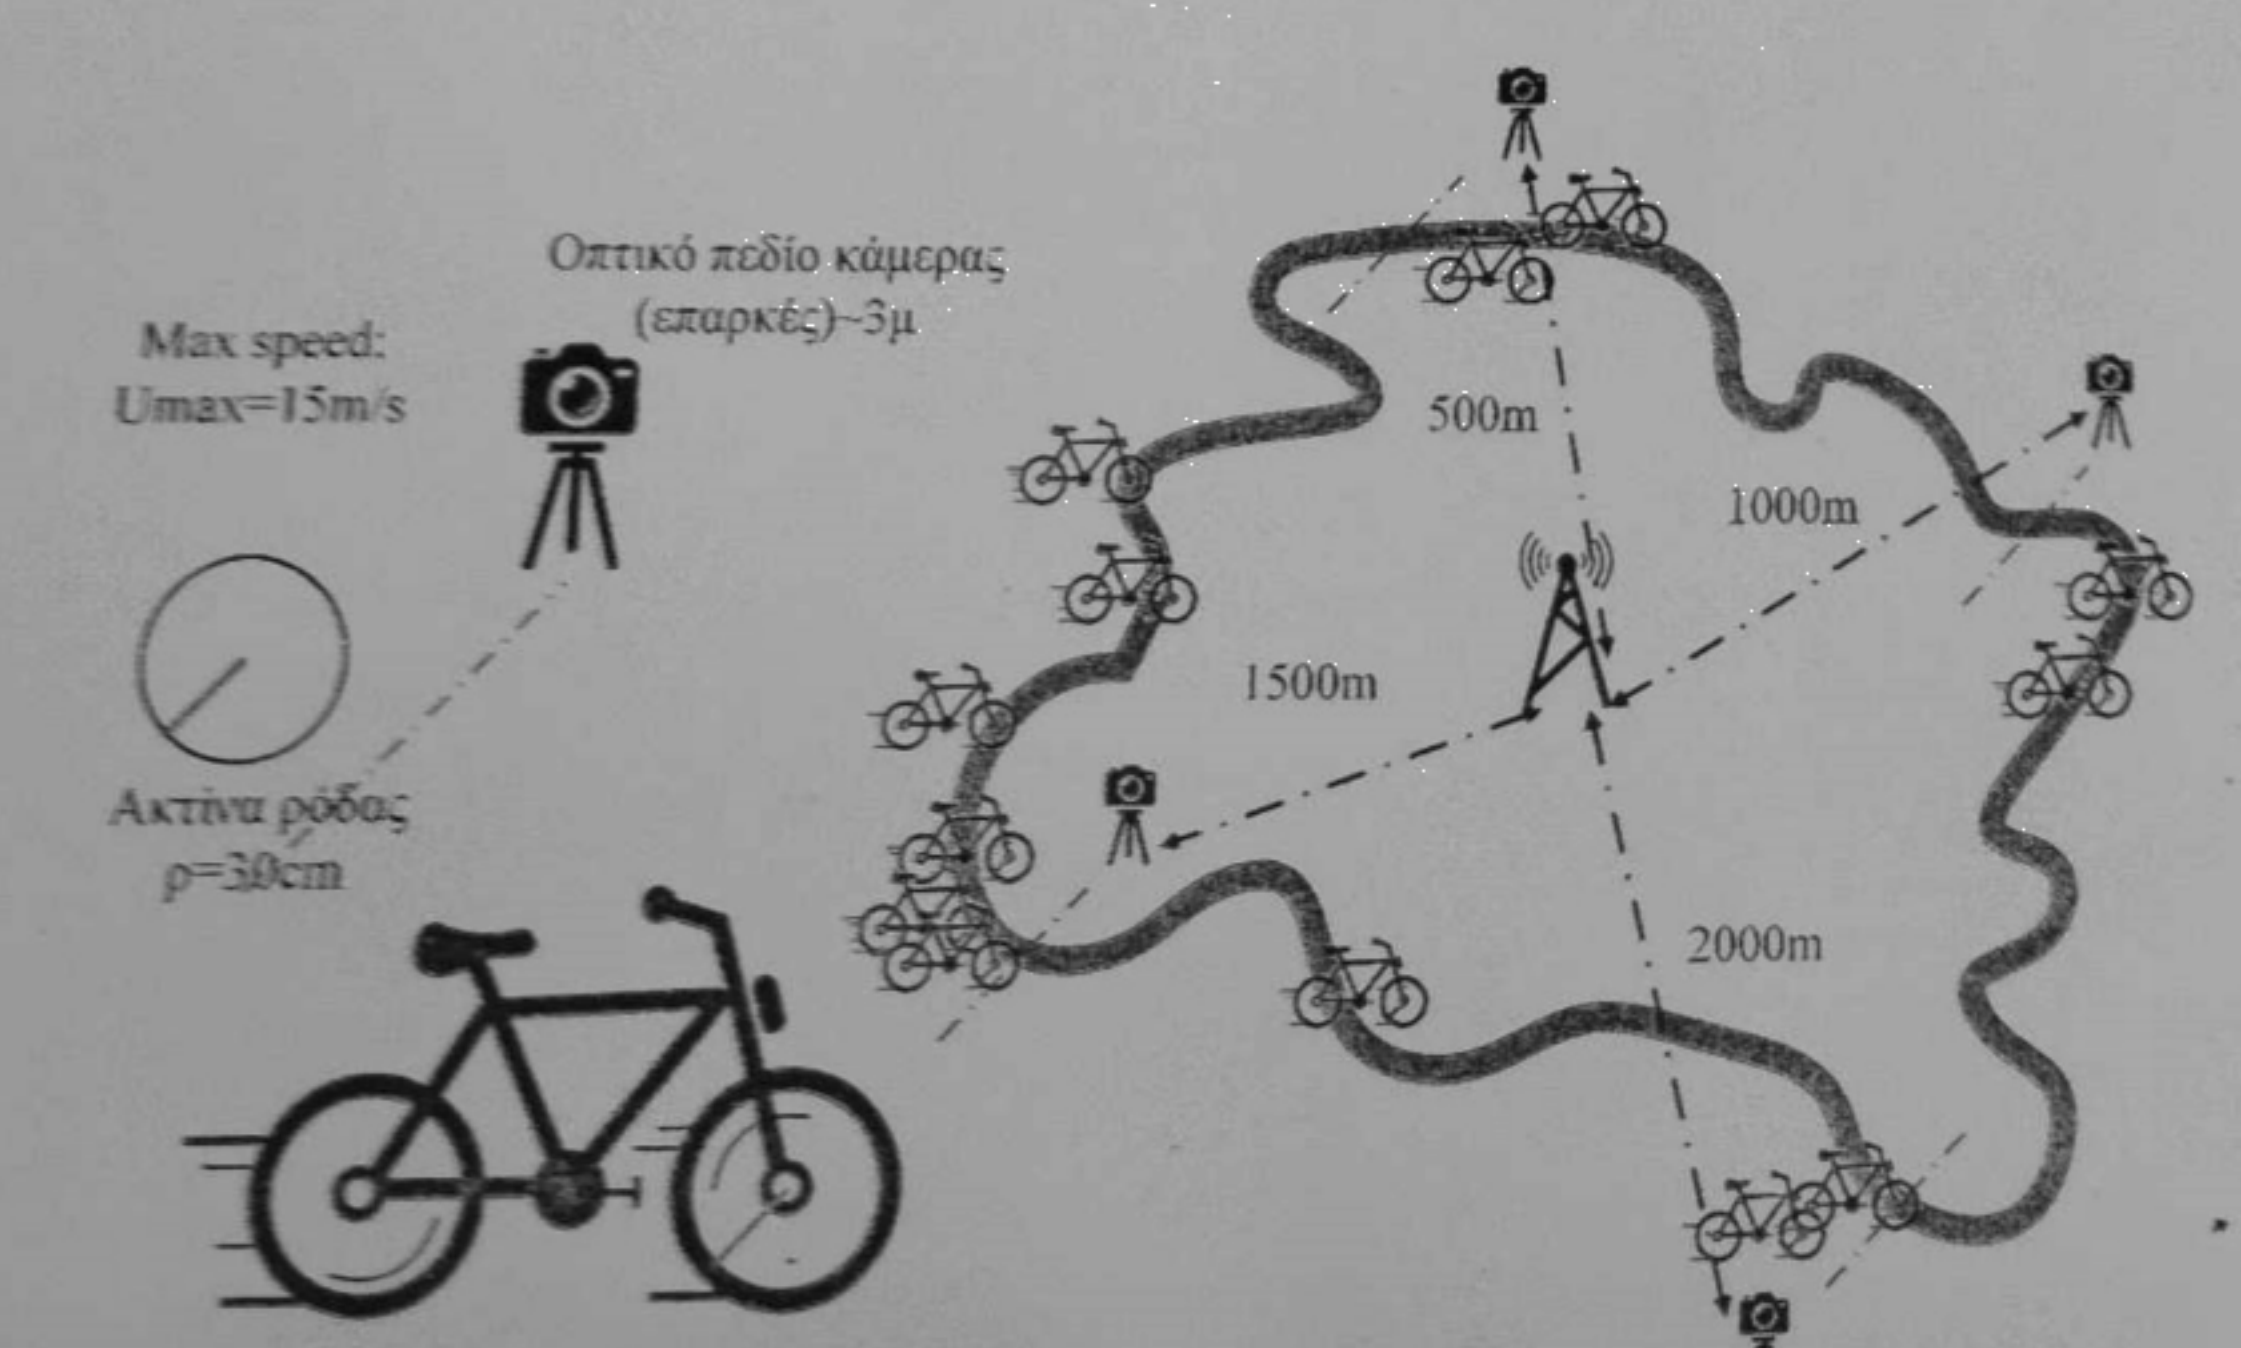 Οπτικό πεδίο κάμερας
(επαρκές)~3μ
Max speed:
Umax=15m/s
Ακτίνα ρόδας
ρ=30cm
500m
1000m
1500m
2000m